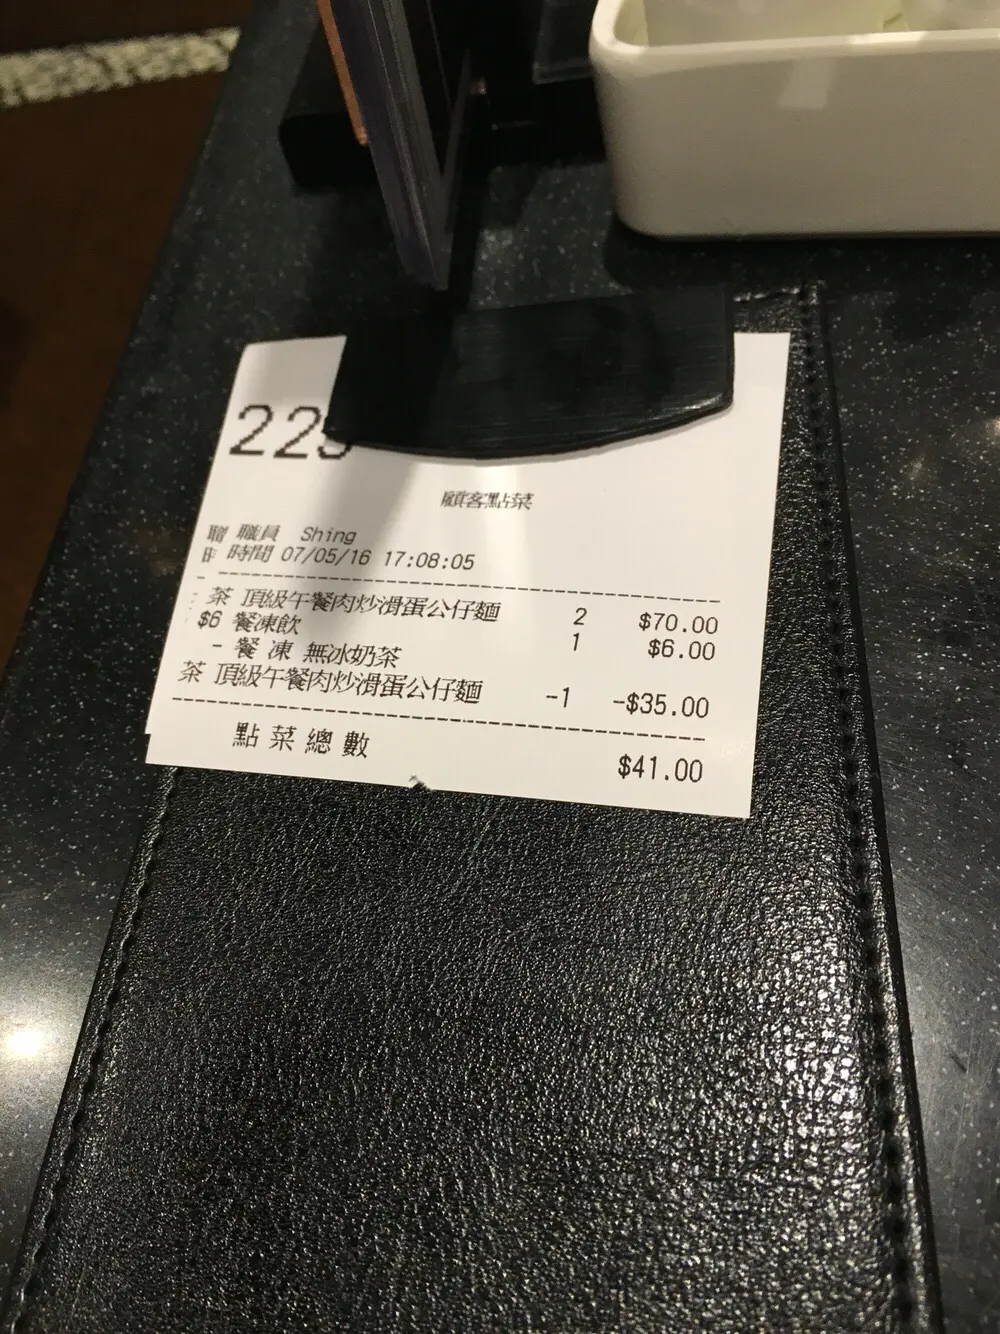 22
顧客點菜
職員 Shing
時間 07/05/16 17:08:05
茶 頂級午餐肉炒滑蛋公仔麵 2 $70.00
$6 餐凍飲 1 $6.00
- 餐 凍 無冰奶茶
茶 頂級午餐肉炒滑蛋公仔麵 -1 -$35.00
點菜總數 $41.00